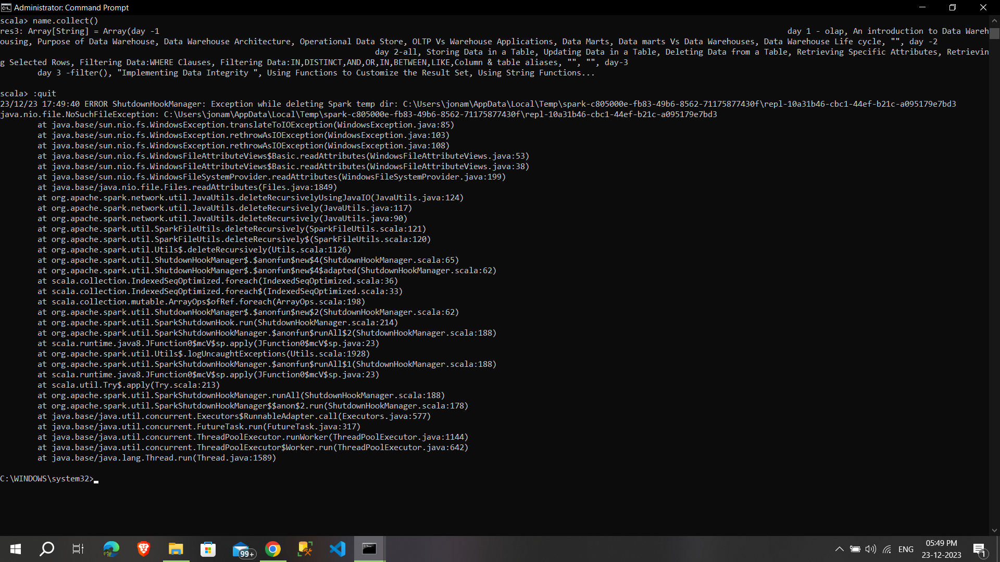 Administrator: Command Prompt
scala> name.collect()
res3: Array[String] = Array(day -1 day 1 - olap, An introduction to Data Wareh
ousing, Purpose of Data Warehouse, Data Warehouse Architecture, Operational Data Store, OLTP Vs Warehouse Applications, Data Marts, Data marts Vs Data Warehouses, Data Warehouse Life cycle, "", day -2
day 2-all, Storing Data in a Table, Updating Data in a Table, Deleting Data from a Table, Retrieving Specific Attributes, Retrievin
g Selected Rows, Filtering Data:WHERE Clauses, Filtering Data:IN,DISTINCT,AND,OR,IN,BETWEEN,LIKE,Column & table aliases, "", "", day-3
day 3 -filter(), "Implementing Data Integrity ", Using Functions to Customize the Result Set, Using String Functions...
scala> :quit
23/12/23 17:49:40 ERROR ShutdownHookManager: Exception while deleting Spark temp dir: C:\Users\jonam\AppData\Local\Temp\spark-c805000e-fb83-49b6-8562-71175877430f\repl-10a31b46-cbc1-44ef-b21c-a095179e7bd3
java.nio.file.NoSuchFileException: C:\Users\jonam\AppData\Local\Temp\spark-c805000e-fb83-49b6-8562-71175877430f\repl-10a31b46-cbc1-44ef-b21c-a095179e7bd3
at java.base/sun.nio.fs.WindowsException.translateToIOException(WindowsException.java:85)
at java.base/sun.nio.fs.WindowsException.rethrowAsIOException(WindowsException.java:103)
at java.base/sun.nio.fs.WindowsException.rethrowAsIOException(WindowsException.java:108)
at java.base/sun.nio.fs.WindowsFileAttributeViews$Basic.readAttributes(WindowsFileAttributeViews.java:53)
at java.base/sun.nio.fs.WindowsFileAttributeViews$Basic.readAttributes(WindowsFileAttributeViews.java:38)
at java.base/sun.nio.fs.WindowsFileSystemProvider.readAttributes(WindowsFileSystemProvider.java:199)
at java.base/java.nio.file.Files.readAttributes(Files.java:1849)
at org.apache.spark.network.util.JavaUtils.deleteRecursivelyUsingJavaIO(JavaUtils.java:124)
at org.apache.spark.network.util.JavaUtils.deleteRecursively(JavaUtils.java:117)
at org.apache.spark.network.util.JavaUtils.deleteRecursively(JavaUtils.java:90)
at org.apache.spark.util.SparkFileUtils.deleteRecursively(SparkFileUtils.scala:121)
at org.apache.spark.util.SparkFileUtils.deleteRecursively$(SparkFileUtils.scala:120)
at org.apache.spark.util.Utils$.deleteRecursively(Utils.scala:1126)
at org.apache.spark.util.ShutdownHookManager$.$anonfun$new$4(ShutdownHookManager.scala:65)
at org.apache.spark.util.ShutdownHookManager$.$anonfun$new$4$adapted(ShutdownHookManager.scala:62)
at scala.collection.IndexedSeqOptimized.foreach(IndexedSeqOptimized.scala:36)
at scala.collection.IndexedSeqOptimized.foreach$(IndexedSeqOptimized.scala:33)
at scala.collection.mutable.ArrayOps$ofRef.foreach(ArrayOps.scala:198)
at org.apache.spark.util.ShutdownHookManager$.$anonfun$new$2(ShutdownHookManager.scala:62)
at org.apache.spark.util.SparkShutdownHook.run(ShutdownHookManager.scala:214)
at org.apache.spark.util.SparkShutdownHookManager.$anonfun$runAll$2(ShutdownHookManager.scala:188)
at scala.runtime.java8.JFunction0$mcV$sp.apply(JFunction0$mcV$sp.java:23)
at org.apache.spark.util.Utils$.logUncaughtExceptions(Utils.scala:1928)
at org.apache.spark.util.SparkShutdownHookManager.$anonfun$runAll$1(ShutdownHookManager.scala:188)
at scala.runtime.java8.JFunction0$mcV$sp.apply(JFunction0$mcV$sp.java:23)
at scala.util.Try$.apply(Try.scala:213)
at org.apache.spark.util.SparkShutdownHookManager.runAll(ShutdownHookManager.scala:188)
at org.apache.spark.util.SparkShutdownHookManager$$anon$2.run(ShutdownHookManager.scala:178)
at java.base/java.util.concurrent.Executors$RunnableAdapter.call(Executors.java:577)
at java.base/java.util.concurrent.FutureTask.run(FutureTask.java:317)
at java.base/java.util.concurrent.ThreadPoolExecutor.runWorker(ThreadPoolExecutor.java:1144)
at java.base/java.util.concurrent.ThreadPoolExecutor$Worker.run(ThreadPoolExecutor.java:642)
at java.base/java.lang.Thread.run(Thread.java:1589)
C:\WINDOWS\system32>
99+
ENG
05:49 PM
23-12-2023
1